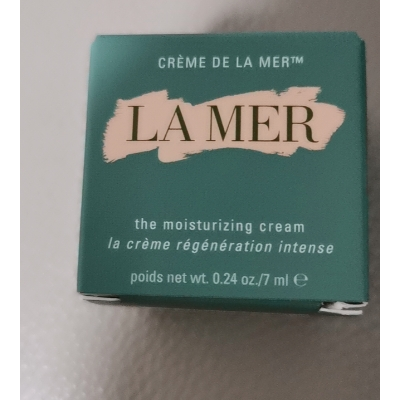 CRÈME DE LA MER™
LA MER
the moisturizing cream
la crème régénération intense
poids net wt. 0.24 oz./7 ml ℮